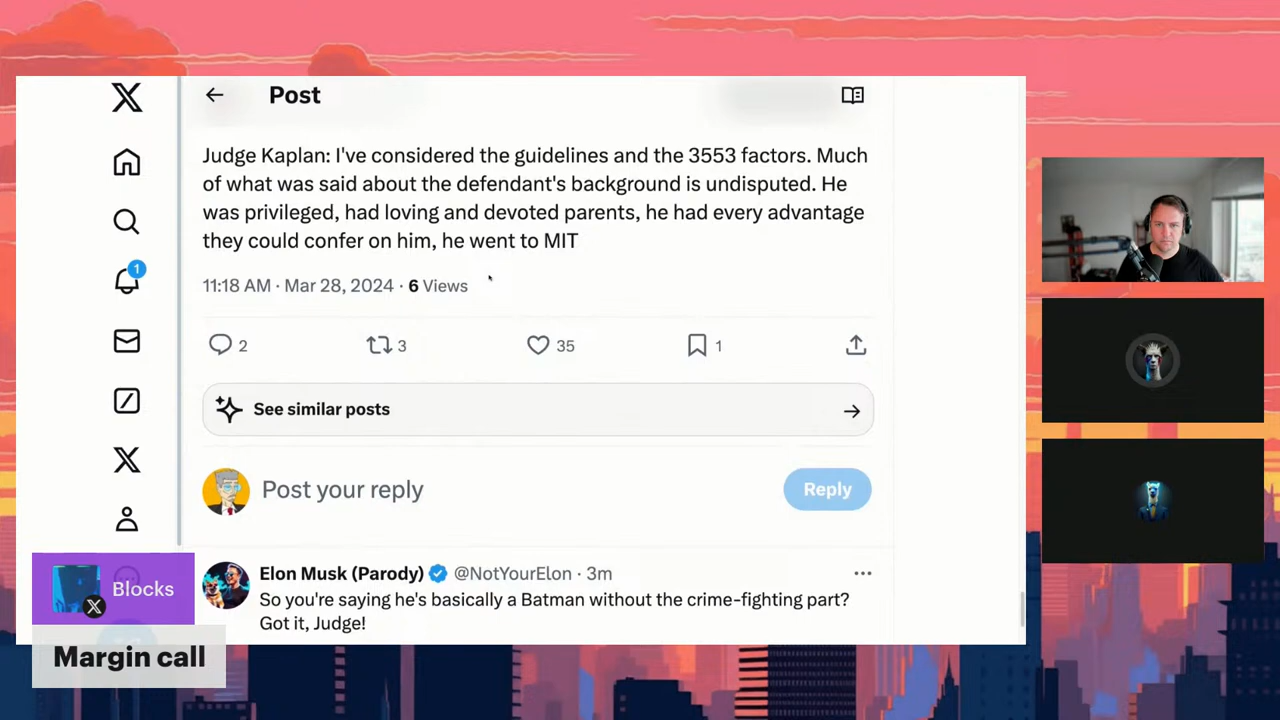 Post
Judge Kaplan: I've considered the guidelines and the 3553 factors. Much
of what was said about the defendant's background is undisputed. He
was privileged, had loving and devoted parents, he had every advantage
they could confer on him, he went to MIT
11:18 AM · Mar 28, 2024 · 6 Views
2 3 35 1
See similar posts
Post your reply
Reply
1
Elon Musk (Parody) @NotYourElon · 3m
So you're saying he's basically a Batman without the crime-fighting part?
Got it, Judge!
Blocks
Margin call